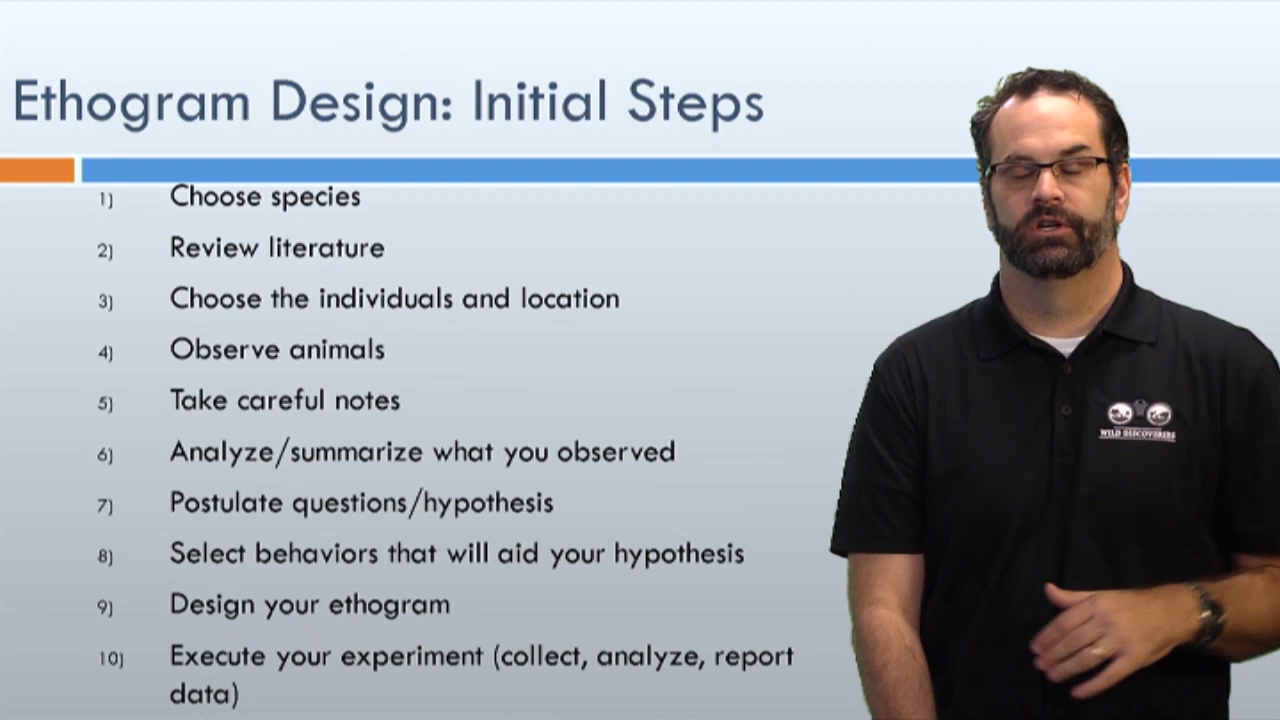 Ethogram Design: Initial Steps
1) Choose species
2) Review literature
3) Choose the individuals and location
4) Observe animals
5) Take careful notes
6) Analyze/summarize what you observed
7) Postulate questions/hypothesis
8) Select behaviors that will aid your hypothesis
9) Design your ethogram
10) Execute your experiment (collect, analyze, report
data)
WILD DISCOVERIES